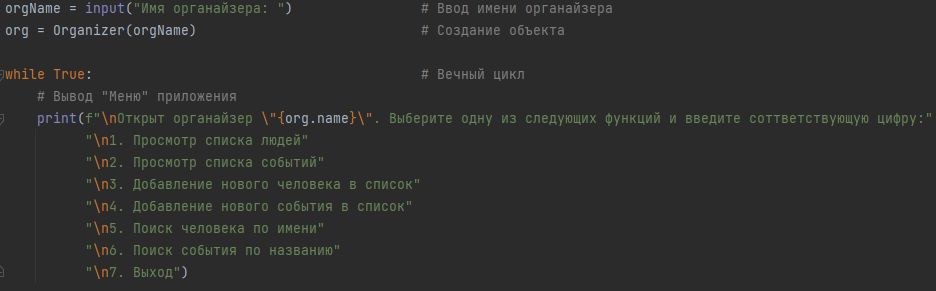 orgName = input("Имя органайзера: ") # Ввод имени органайзера
org = Organizer(orgName) # Создание объекта
while True: # Вечный цикл
# Вывод "Меню" приложения
print(f"\nОткрыт органайзер \"{org.name}\". Выберите одну из следующих функций и введите соттветствующую цифру:"
"\n1. Просмотр списка людей"
"\n2. Просмотр списка событий"
"\n3. Добавление нового человека в список"
"\n4. Добавление нового события в список"
"\n5. Поиск человека по имени"
"\n6. Поиск события по названию"
"\n7. Выход")